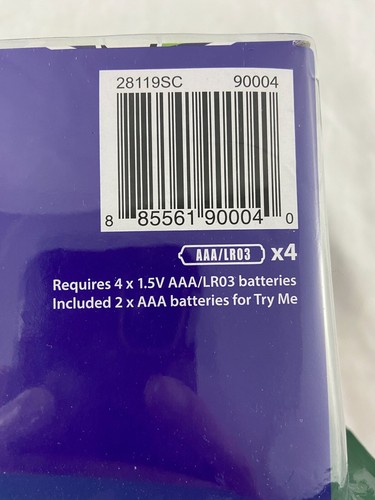 28119SC 90004
8 85561 90004 0
AAA/LR03 x4
Requires 4 x 1.5V AAA/LR03 batteries
Included 2 x AAA batteries for Try Me